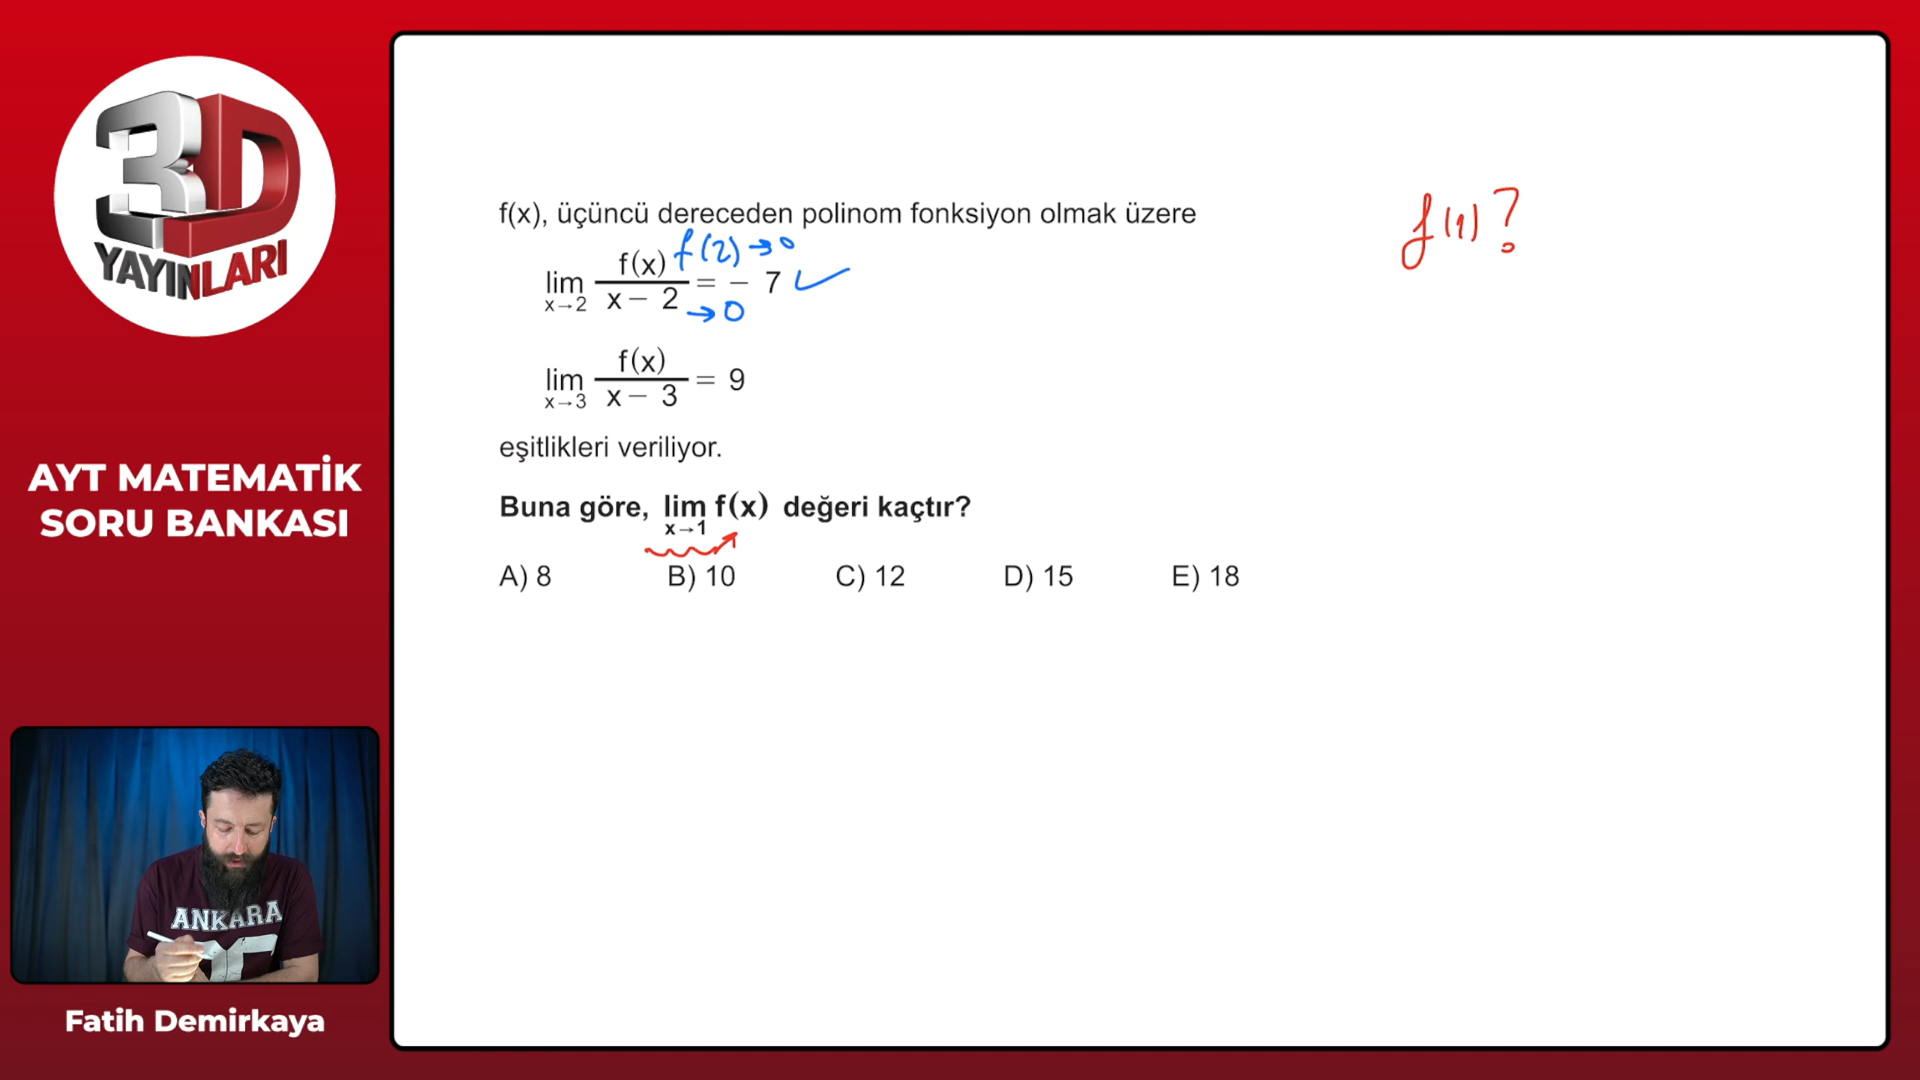 3D
YAYINLARI
AYT MATEMATİK
SORU BANKASI
ANKARA
Fatih Demirkaya
f(x), üçüncü dereceden polinom fonksiyon olmak üzere
f(2) → 0
lim x→2 f(x) / x − 2 = − 7 ✓
→ 0
lim x→3 f(x) / x − 3 = 9
eşitlikleri veriliyor.
Buna göre, lim x→1 f(x) değeri kaçtır?
A) 8 B) 10 C) 12 D) 15 E) 18
f(1)?